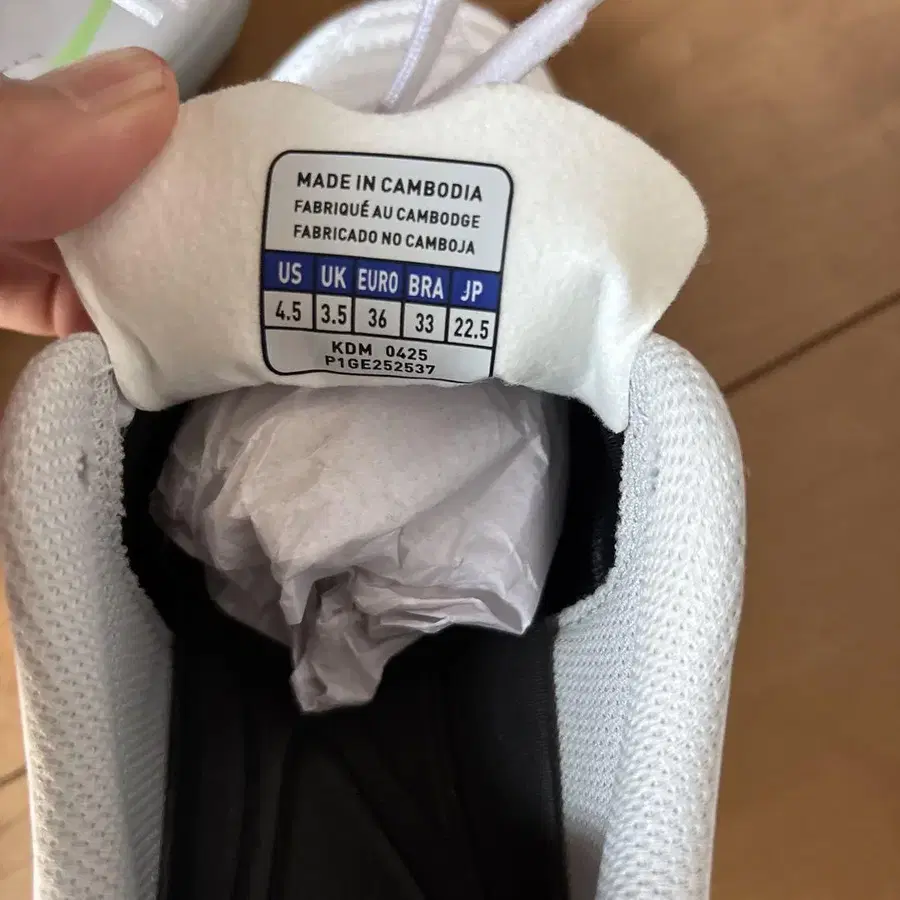 MADE IN CAMBODIA
FABRIQUÉ AU CAMBODGE
FABRICADO NO CAMBOJA
US UK EURO BRA JP
4.5 3.5 36 33 22.5
KDM 0425
P1GE252537